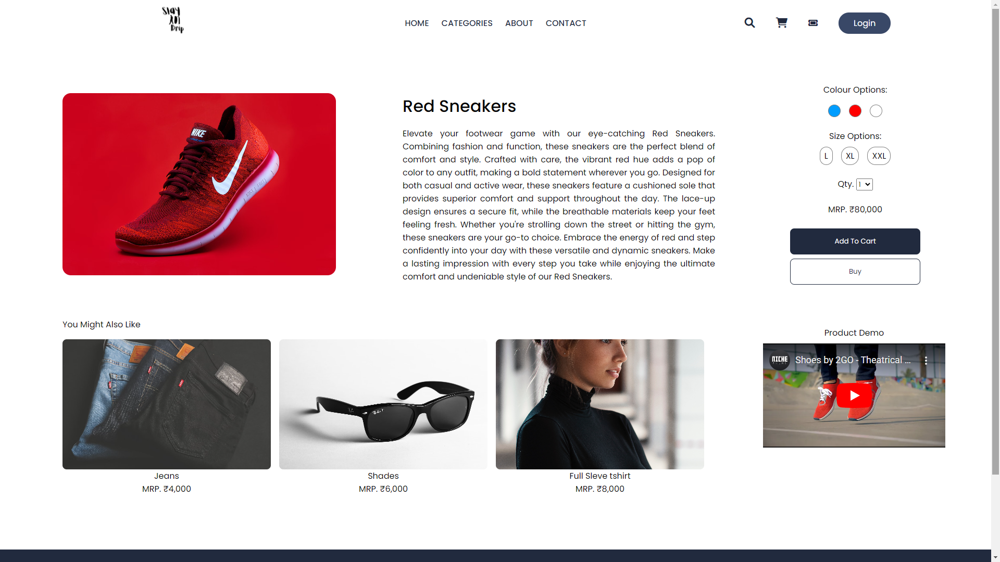 Slay
All
Drip
HOME CATEGORIES ABOUT CONTACT
Login
NIKE
NIKE FREE
Red Sneakers
Elevate your footwear game with our eye-catching Red Sneakers.
Combining fashion and function, these sneakers are the perfect blend of
comfort and style. Crafted with care, the vibrant red hue adds a pop of
color to any outfit, making a bold statement wherever you go. Designed for
both casual and active wear, these sneakers feature a cushioned sole that
provides superior comfort and support throughout the day. The lace-up
design ensures a secure fit, while the breathable materials keep your feet
feeling fresh. Whether you're strolling down the street or hitting the gym,
these sneakers are your go-to choice. Embrace the energy of red and step
confidently into your day with these versatile and dynamic sneakers. Make
a lasting impression with every step you take while enjoying the ultimate
comfort and undeniable style of our Red Sneakers.
Colour Options:
Size Options:
L XL XXL
Qty. 1
MRP. ₹80,000
Add To Cart
Buy
You Might Also Like
Jeans
MRP. ₹4,000
Ray-Ban
Shades
MRP. ₹6,000
Full Sleve tshirt
MRP. ₹8,000
Product Demo
NICHE
Shoes by 2GO - Theatrical ...